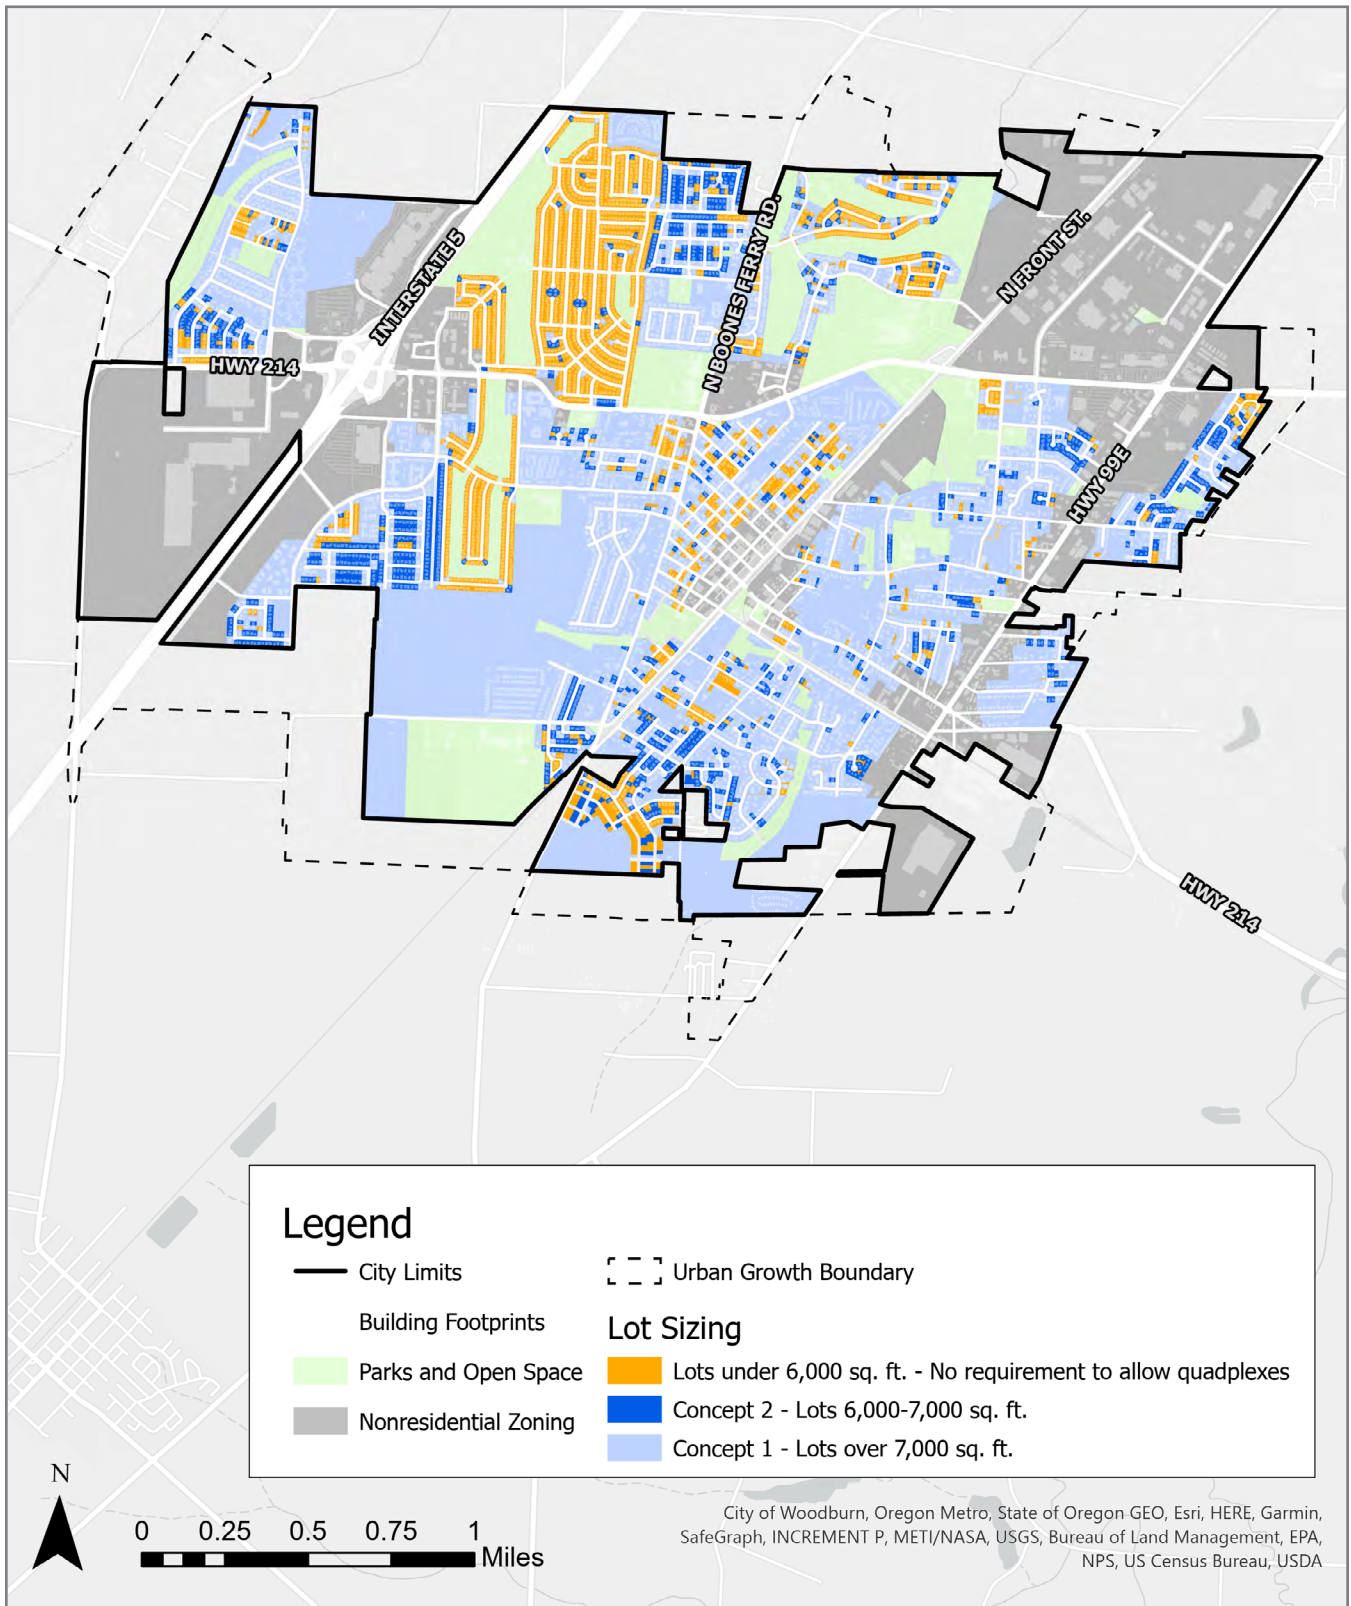 INTERSTATE 5
N BOONES FERRY RD.
N FRONT ST.
HWY 214
HWY 99E
HWY 214
Legend
City Limits
Urban Growth Boundary
Building Footprints
Lot Sizing
Parks and Open Space
Lots under 6,000 sq. ft. - No requirement to allow quadplexes
Nonresidential Zoning
Concept 2 - Lots 6,000-7,000 sq. ft.
Concept 1 - Lots over 7,000 sq. ft.
N
0 0.25 0.5 0.75 1
Miles
City of Woodburn, Oregon Metro, State of Oregon GEO, Esri, HERE, Garmin,
SafeGraph, INCREMENT P, METI/NASA, USGS, Bureau of Land Management, EPA,
NPS, US Census Bureau, USDA